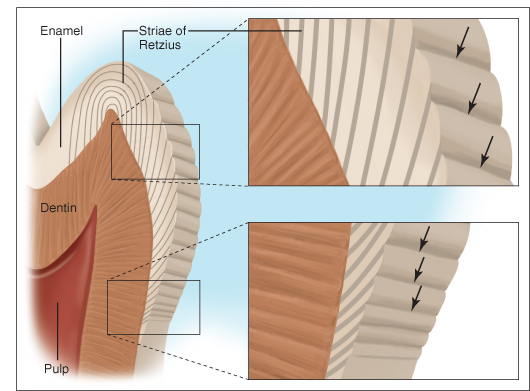 Enamel
Striae of
Retzius
Dentin
Pulp